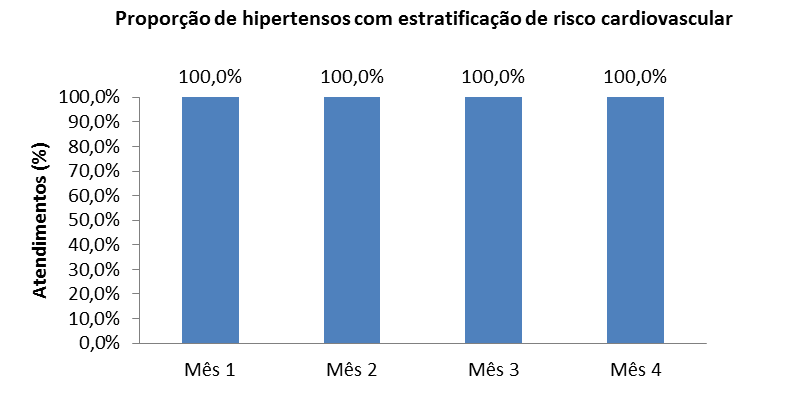 Proporção de hipertensos com estratificação de risco cardiovascular
100,0% 100,0% 100,0% 100,0%
Atendimentos (%)
100,0%
90,0%
80,0%
70,0%
60,0%
50,0%
40,0%
30,0%
20,0%
10,0%
0,0%
Mês 1 Mês 2 Mês 3 Mês 4